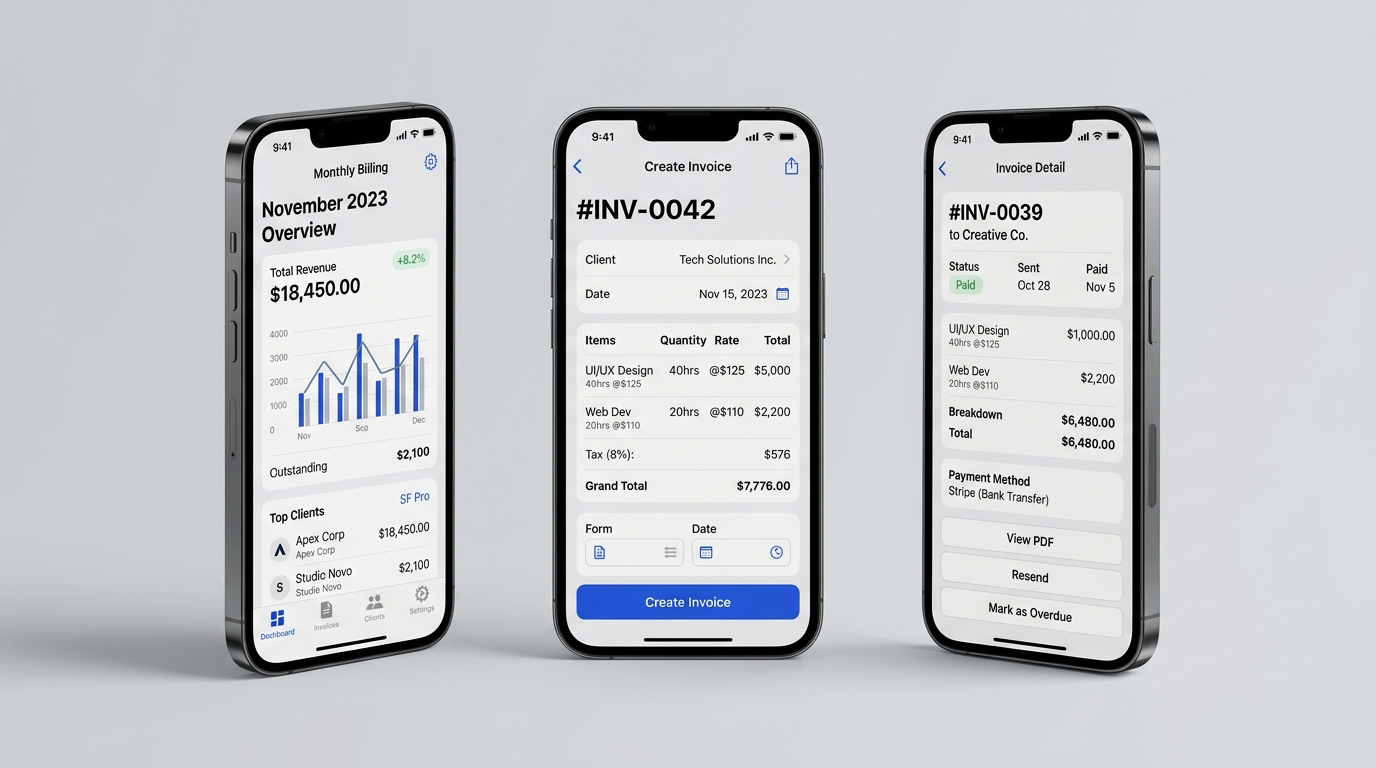 9:41
Monthly Biiling
November 2023
Overview
Total Revenue
+8.2%
$18,450.00
4000
3000
2000
1000
0
Nov
Sop
Dec
Outstanding
$2,100
Top Clients
SF Pro
Apex Corp
$18,450.00
Apex Corp
S
Studic Novo
$2,100
Studie Novo
Dechboard
Invoices
Clients
Settings
9:41
Create Invoice
#INV-0042
Client
Tech Solutions Inc.
Date
Nov 15, 2023
Items Quantity Rate Total
UI/UX Design 40hrs @$125 $5,000
40hrs @$125
Web Dev 20hrs @$110 $2,200
20hrs @$110
Tax (8%): $576
Grand Total $7,776.00
Form
Date
Create Invoice
9:41
Invoice Detail
#INV-0039
to Creative Co.
Status Sent Paid
Paid Oct 28 Nov 5
UI/UX Design $1,000.00
40hrs @$125
Web Dev $2,200
20hrs @$110
Breakdown $6,480.00
Total $6,480.00
Payment Method
Stripe (Bank Transfer)
View PDF
Resend
Mark as Overdue